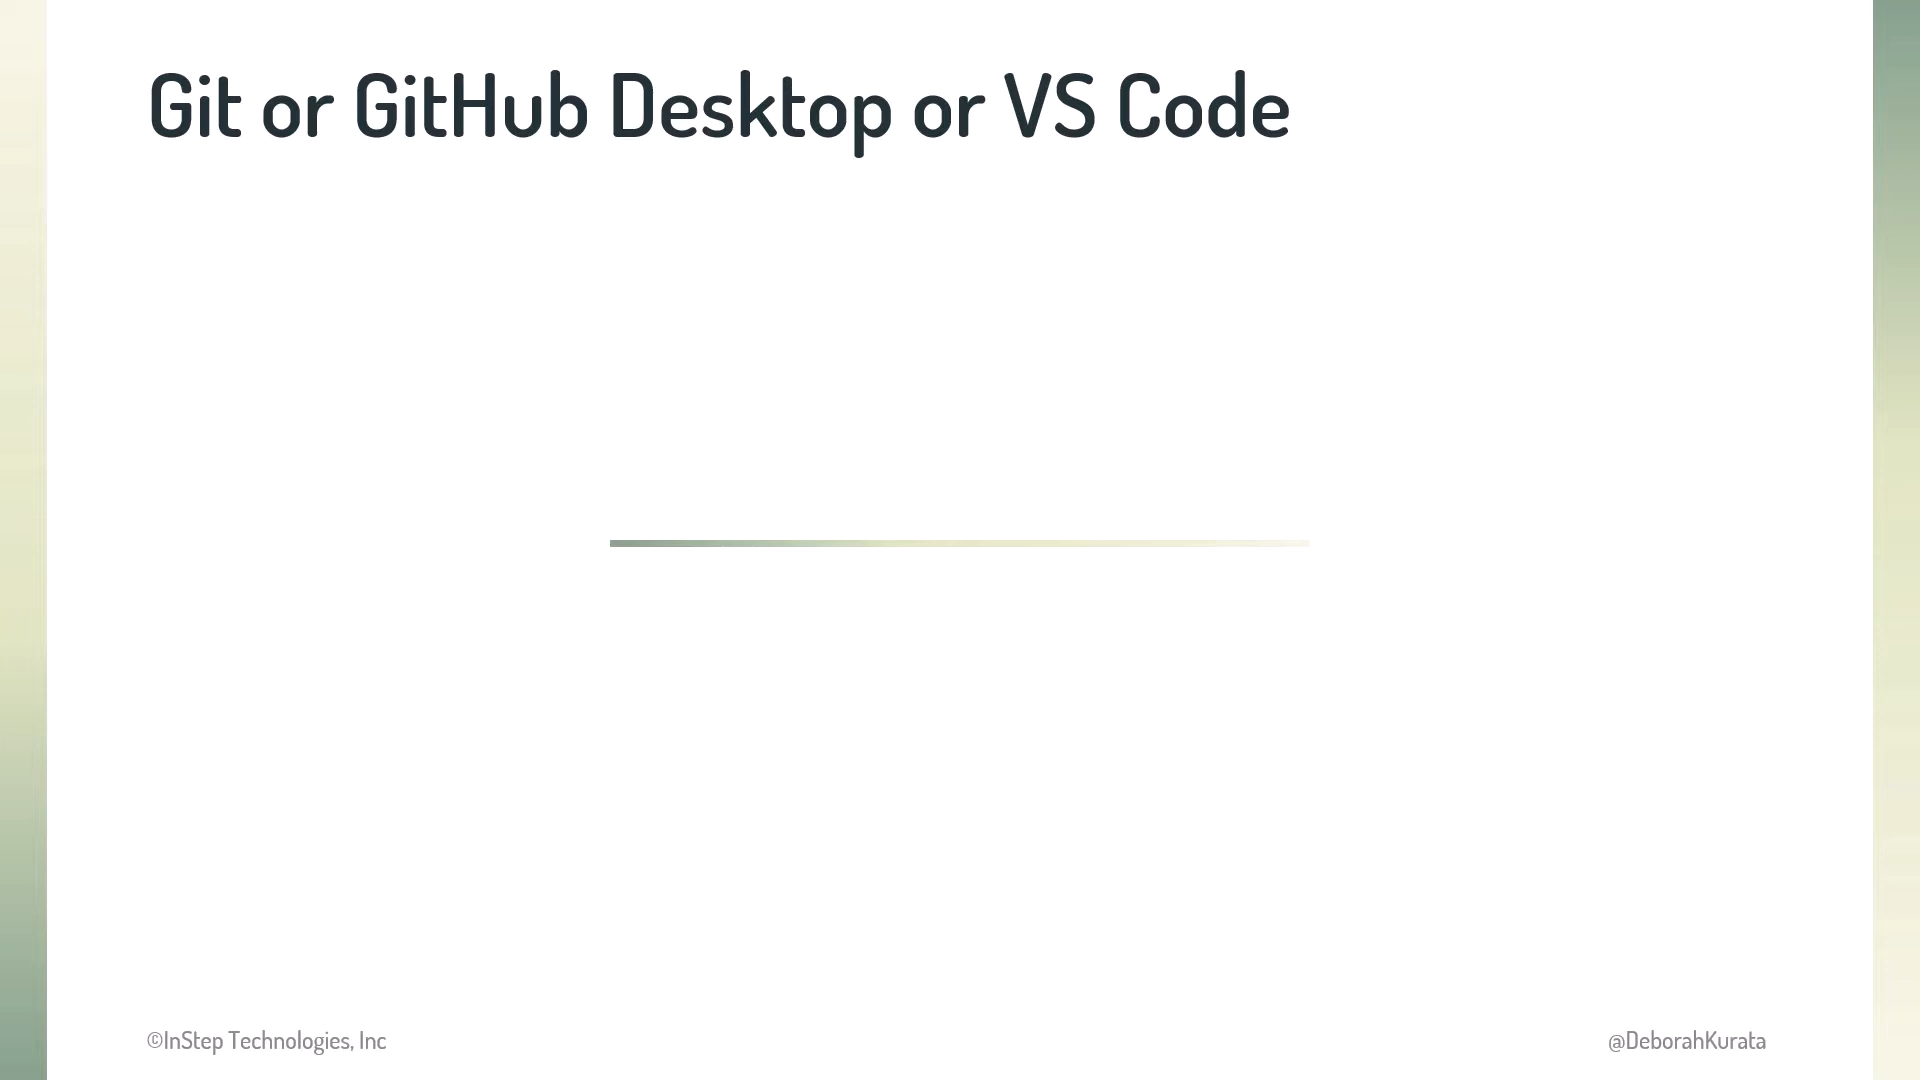 Git or GitHub Desktop or VS Code
©InStep Technologies, Inc
@DeborahKurata